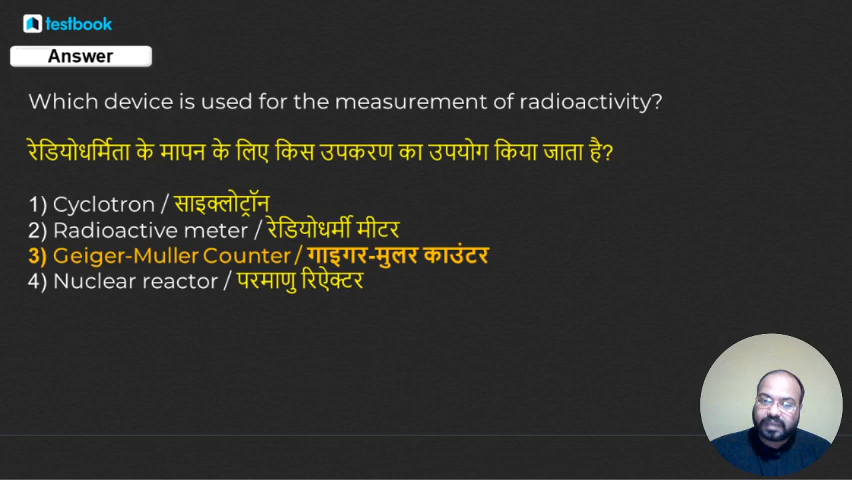 testbook
Answer
Which device is used for the measurement of radioactivity?
रेडियोधर्मिता के मापन के लिए किस उपकरण का उपयोग किया जाता है?
1) Cyclotron / साइक्लोट्रॉन
2) Radioactive meter / रेडियोधर्मी मीटर
3) Geiger-Muller Counter / गाइगर-मुलर काउंटर
4) Nuclear reactor / परमाणु रिऐक्टर